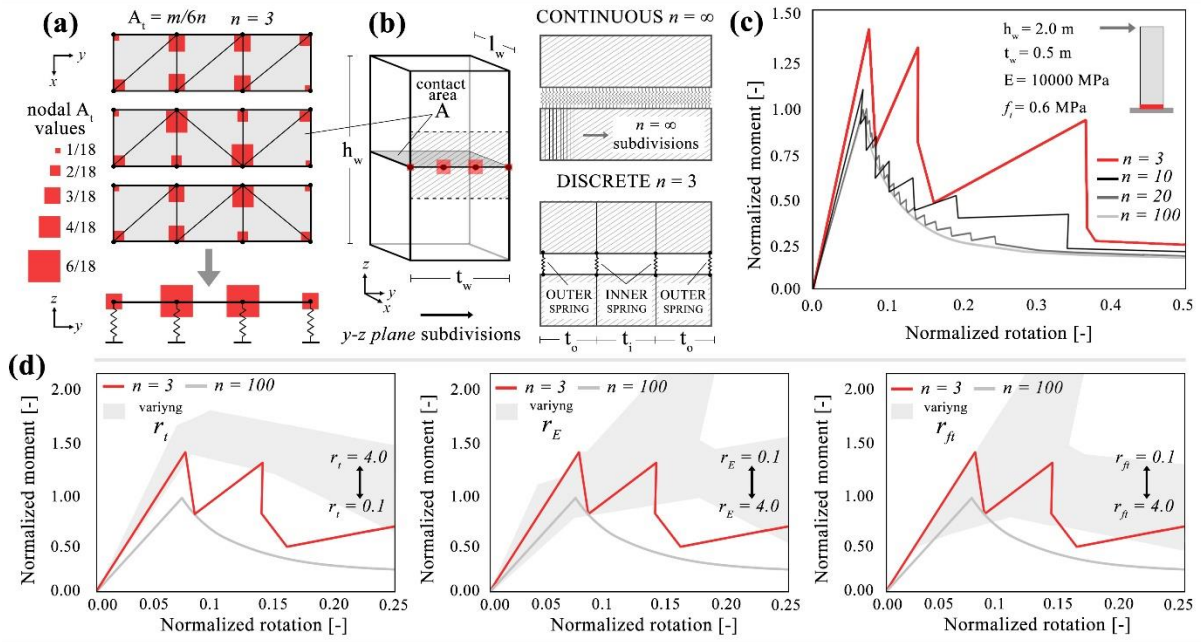 (a)
A_t = m/6n n = 3
y
x
nodal A_t
values
1/18
2/18
3/18
4/18
6/18
z
y
(b)
l_w
contact
area
A
h_w
t_w
z
y
x
y-z plane subdivisions
CONTINUOUS n = ∞
n = ∞
subdivisions
DISCRETE n = 3
OUTER
SPRING
INNER
SPRING
OUTER
SPRING
t_o t_i t_o
(c)
1.50
1.25
1.00
0.75
0.50
0.25
0.00
Normalized moment [-]
h_w = 2.0 m
t_w = 0.5 m
E = 10000 MPa
f_t = 0.6 MPa
n = 3
n = 10
n = 20
n = 100
0.0 0.1 0.2 0.3 0.4 0.5
Normalized rotation [-]
(d)
2.00
1.50
1.00
0.50
0.00
Normalized moment [-]
n = 3 n = 100
variyng
r_t
r_t = 4.0
r_t = 0.1
0.00 0.05 0.1 0.15 0.20 0.25
Normalized rotation [-]
2.00
1.50
1.00
0.50
0.00
Normalized moment [-]
n = 3 n = 100
variyng
r_E
r_E = 0.1
r_E = 4.0
0.00 0.05 0.1 0.15 0.20 0.25
Normalized rotation [-]
2.00
1.50
1.00
0.50
0.00
Normalized moment [-]
n = 3 n = 100
variyng
r_ft
r_ft = 0.1
r_ft = 4.0
0.00 0.05 0.1 0.15 0.20 0.25
Normalized rotation [-]